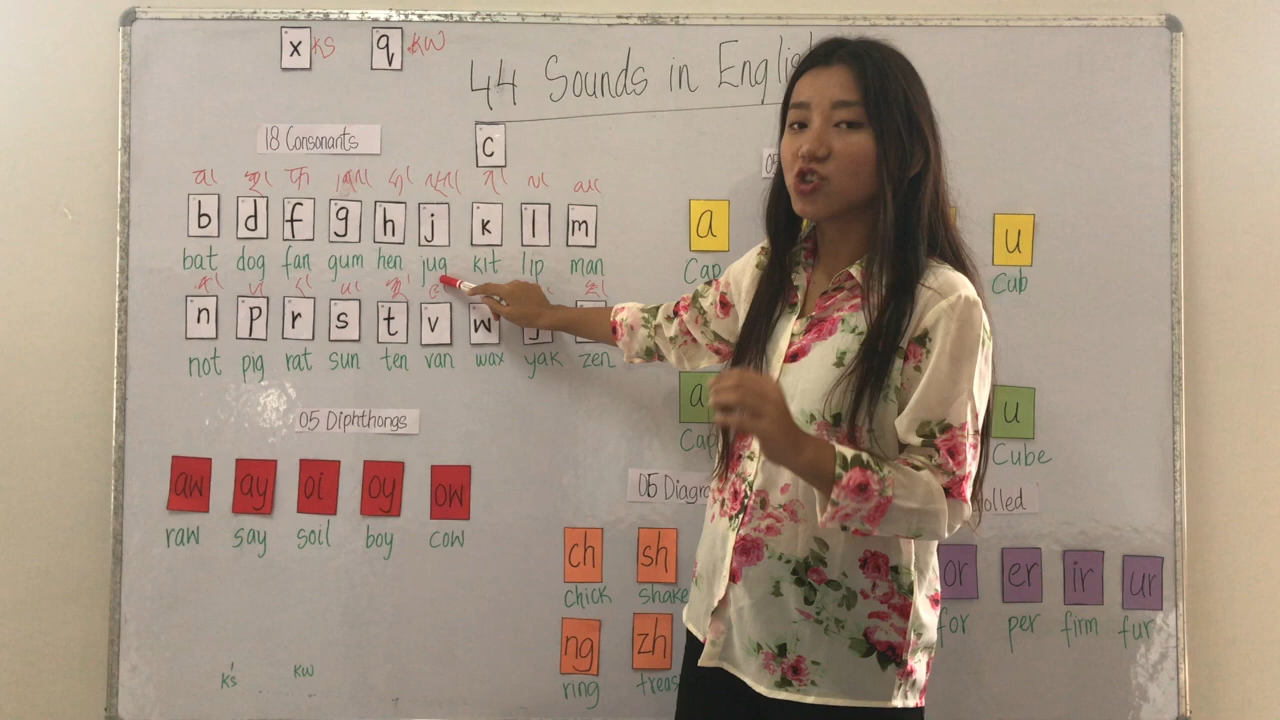 x ks q kw
44 Sounds in Engli
18 Consonants
c
b d f g h j k l m
bat dog fan gum hen jug kit lip man
n p r s t v w
not pig rat sun ten van wax yak zen
a u
Cap Cub
a u
Cap Cube
05 Diphthongs
aw ay oi oy ow
raw say soil boy cow
05 Diagr
olled
ch sh
chick shake
ng zh
ring treas
or er ir ur
for per firm fur
ks kw